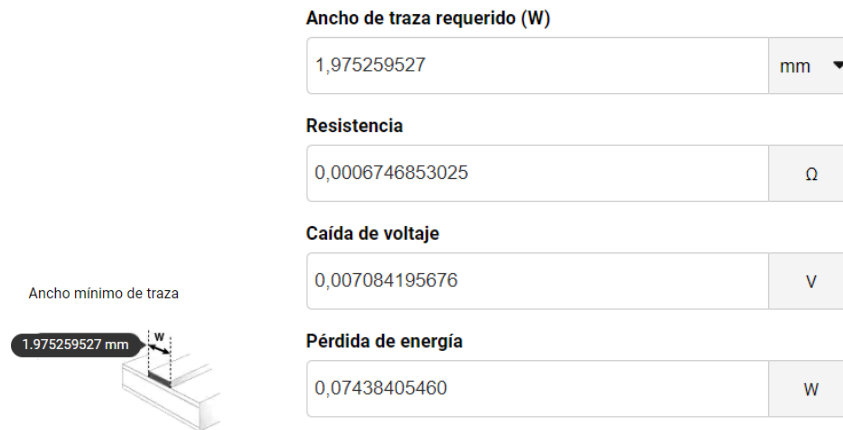 Ancho de traza requerido (W)
1,975259527
mm
Resistencia
0,0006746853025
Ω
Caída de voltaje
0,007084195676
V
Ancho mínimo de traza
W
1.975259527 mm
Pérdida de energía
0,07438405460
W